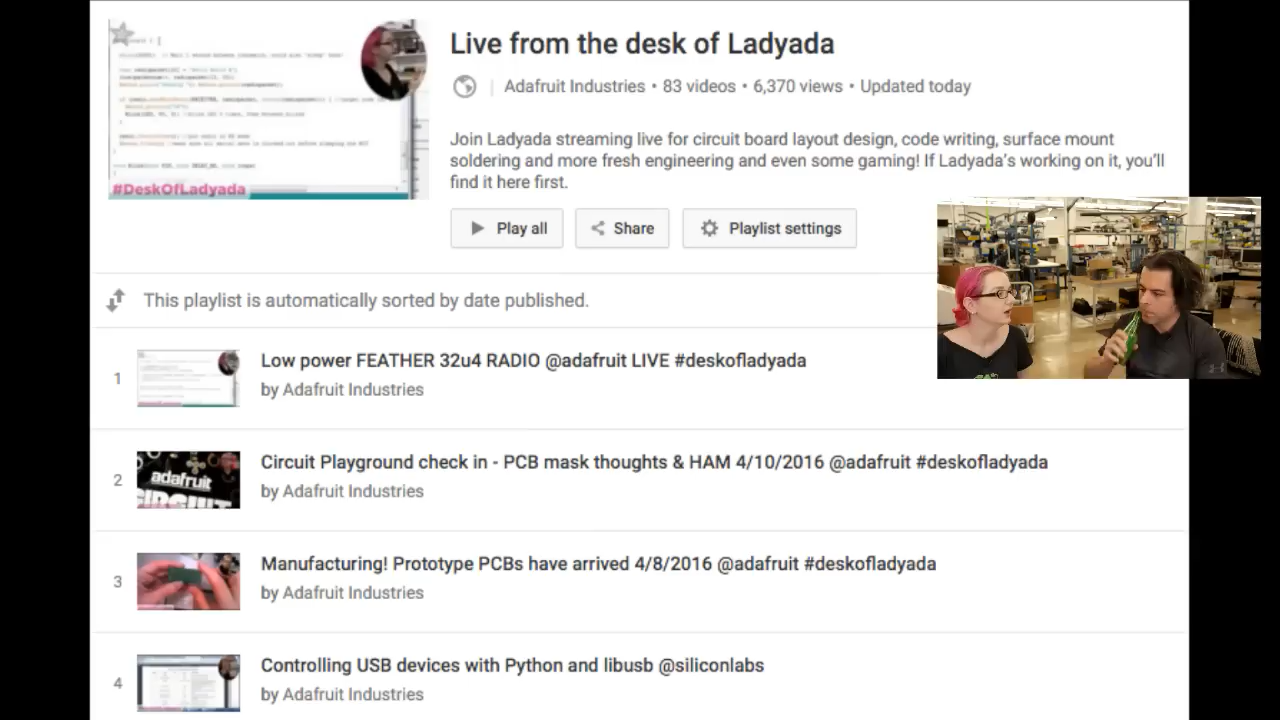 Live from the desk of Ladyada
Adafruit Industries • 83 videos • 6,370 views • Updated today
Join Ladyada streaming live for circuit board layout design, code writing, surface mount
soldering and more fresh engineering and even some gaming! If Ladyada's working on it, you'll
find it here first.
#DeskOfLadyada
Play all
Share
Playlist settings
This playlist is automatically sorted by date published.
1
Low power FEATHER 32u4 RADIO @adafruit LIVE #deskofladyada
by Adafruit Industries
2
adafruit
CIRCUIT
Circuit Playground check in - PCB mask thoughts & HAM 4/10/2016 @adafruit #deskofladyada
by Adafruit Industries
3
Manufacturing! Prototype PCBs have arrived 4/8/2016 @adafruit #deskofladyada
by Adafruit Industries
4
Controlling USB devices with Python and libusb @siliconlabs
by Adafruit Industries